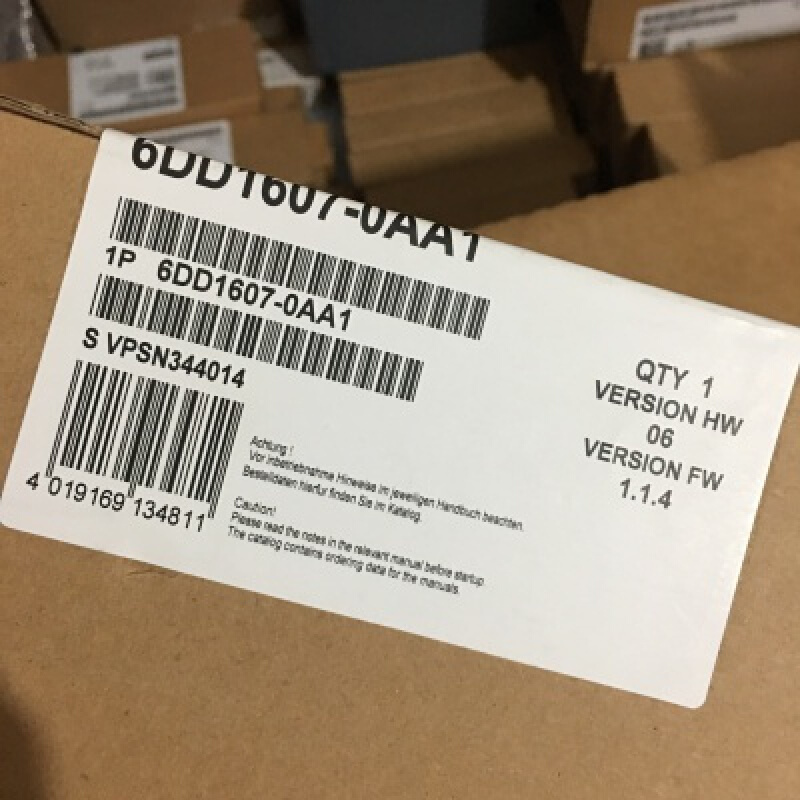 6DD1607-0AA1
1P 6DD1607-0AA1
S VPSN344014
4 019169 134811
Achtung !
Vor Inbetriebnahme Hinweise im jeweiligen Handbuch beachten.
Bestelldaten hierfür finden Sie im Katalog.
Caution!
Please read the notes in the relevant manual before startup.
The catalog contains ordering data for the manuals.
QTY 1
VERSION HW
06
VERSION FW
1.1.4